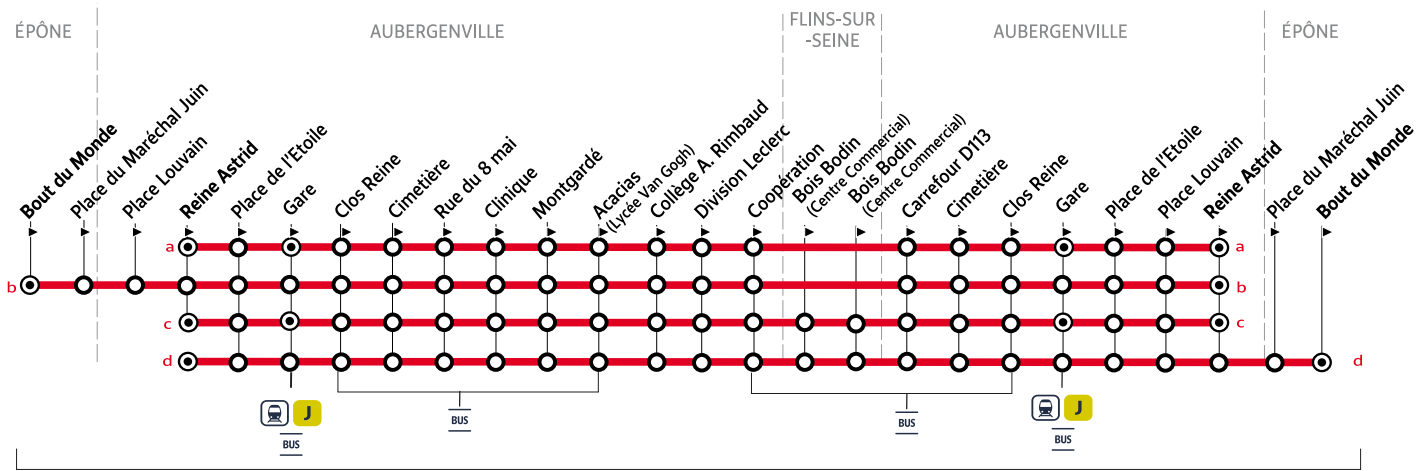 ÉPÔNE
AUBERGENVILLE
FLINS-SUR
-SEINE
AUBERGENVILLE
ÉPÔNE
Bout du Monde
Place du Maréchal Juin
Place Louvain
Reine Astrid
Place de l'Etoile
Gare
Clos Reine
Cimetière
Rue du 8 mai
Clinique
Montgardé
Acacias
(Lycée Van Gogh)
Collège A. Rimbaud
Division Leclerc
Coopération
Bois Bodin
(Centre Commercial)
Bois Bodin
(Centre Commercial)
Carrefour D113
Cimetière
Clos Reine
Gare
Place de l'Etoile
Place Louvain
Reine Astrid
Place du Maréchal Juin
Bout du Monde
a a
b b
c c
d d
J
BUS
BUS
BUS
J
BUS